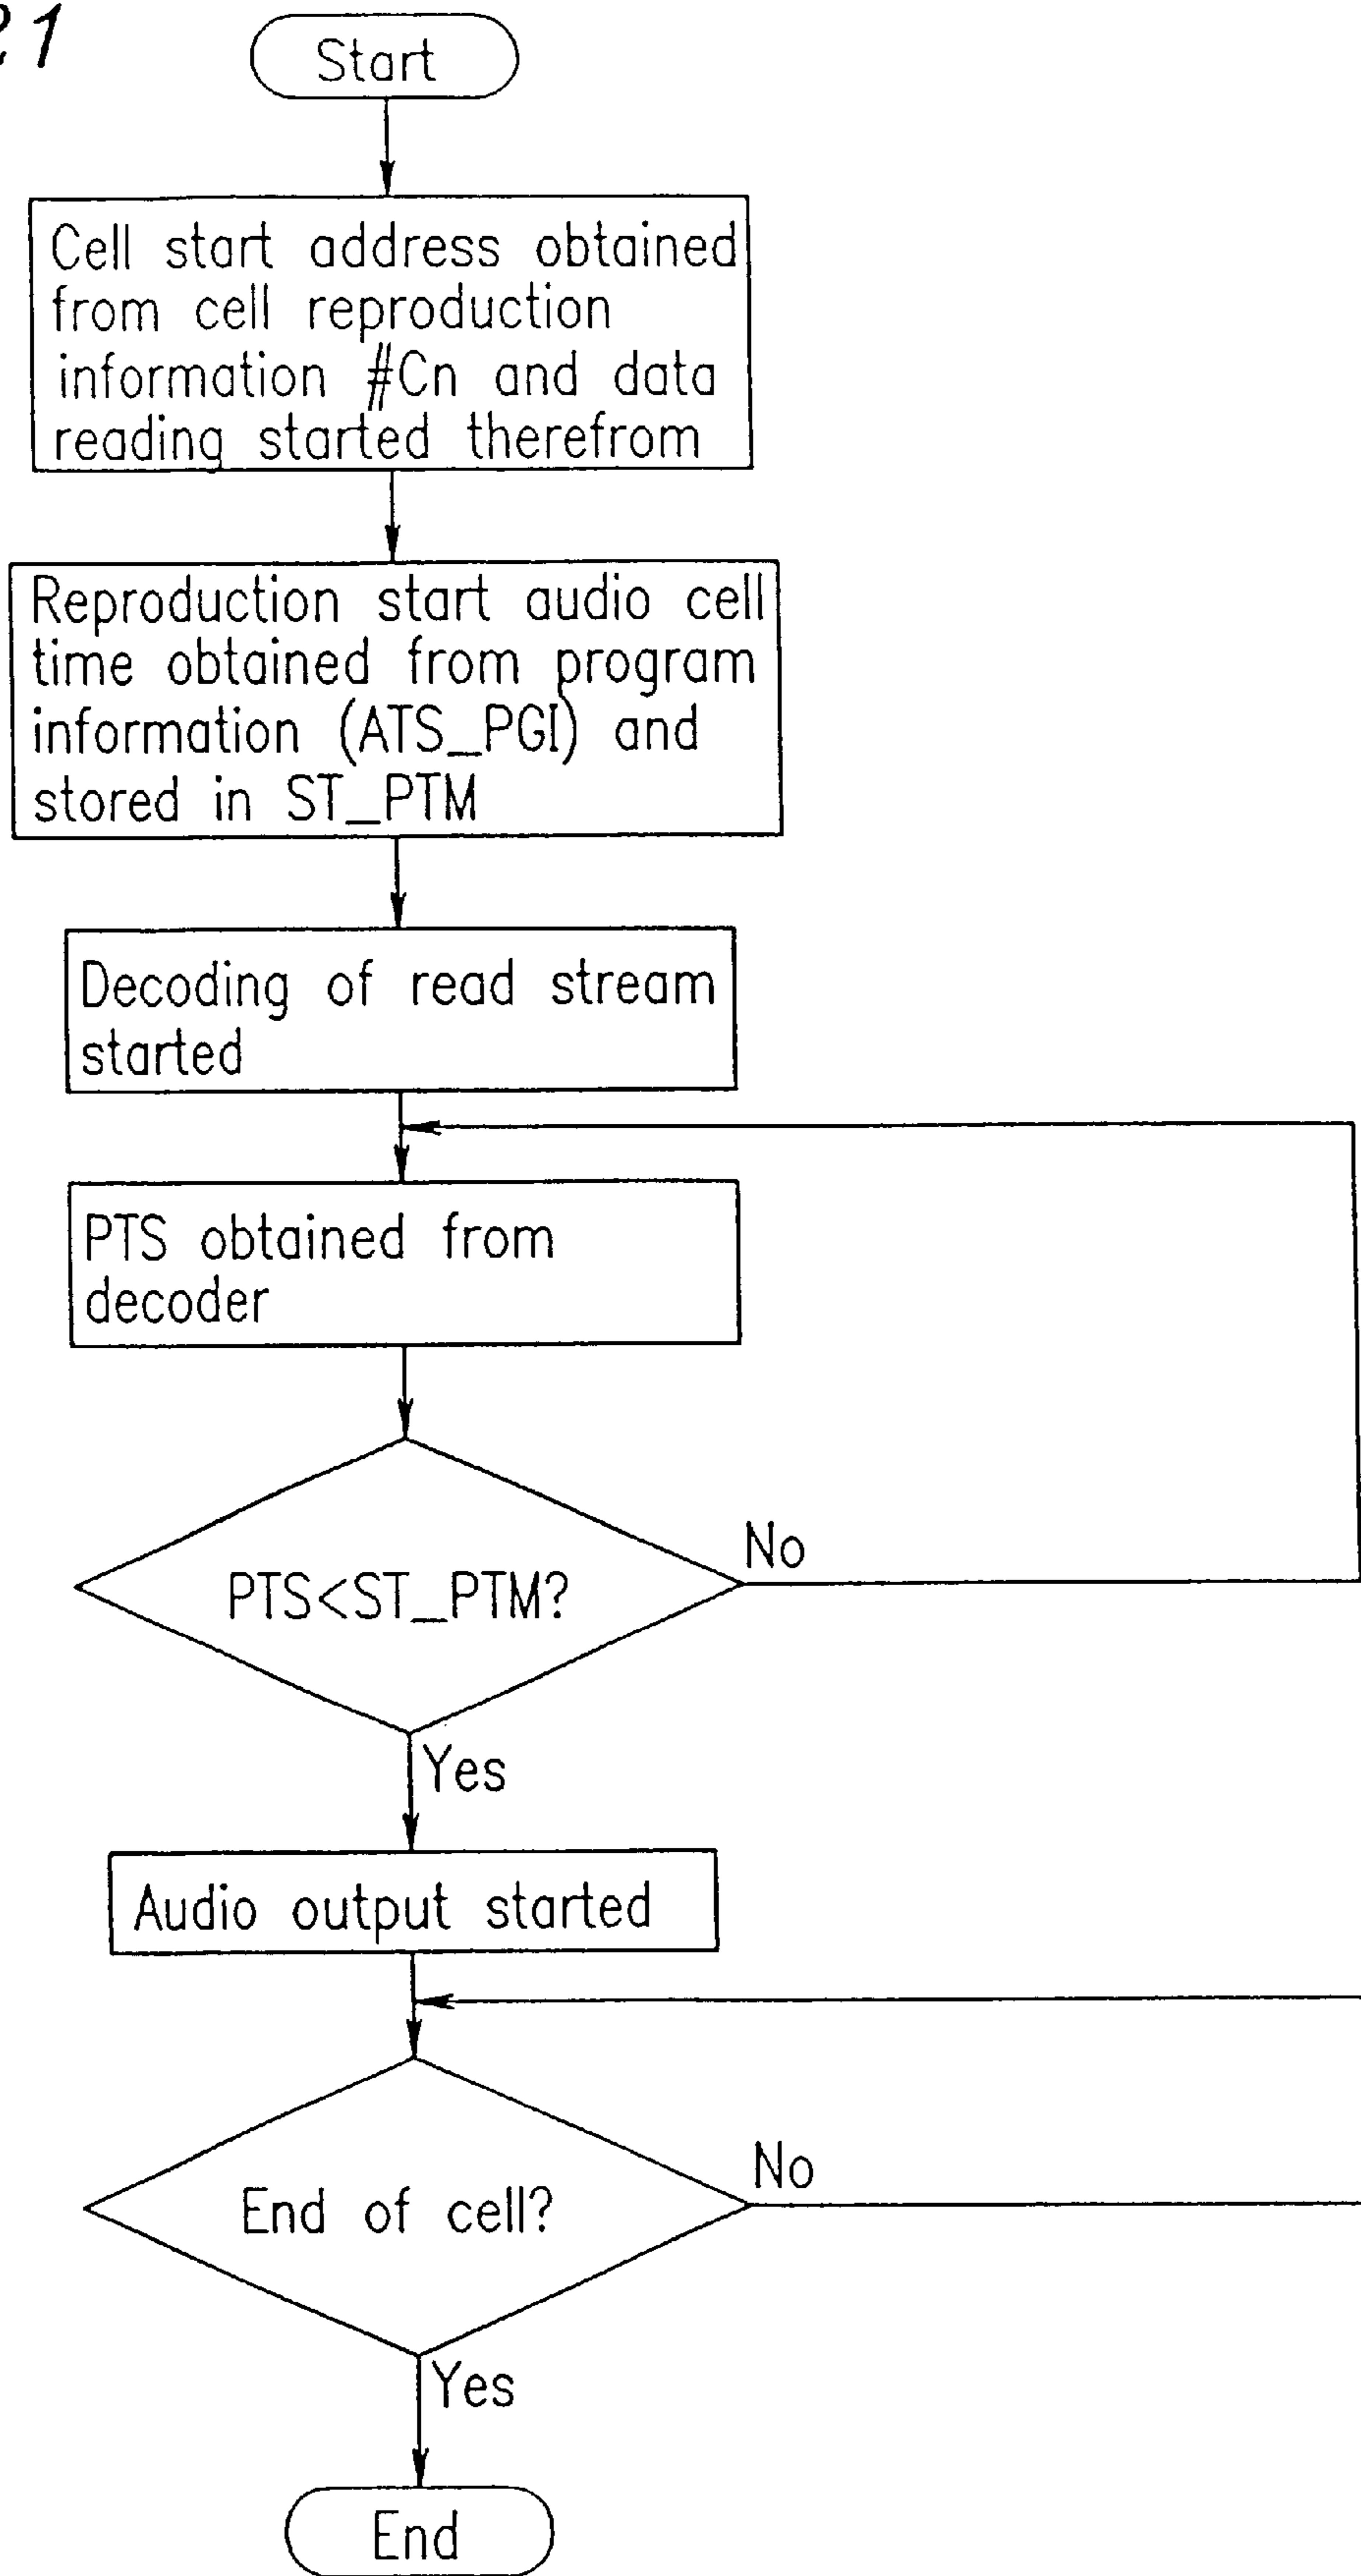 21
Start
Cell start address obtained
from cell reproduction
information #Cn and data
reading started therefrom
Reproduction start audio cell
time obtained from program
information (ATS_PGI) and
stored in ST_PTM
Decoding of read stream
started
PTS obtained from
decoder
PTS<ST_PTM?
No
Yes
Audio output started
End of cell?
No
Yes
End